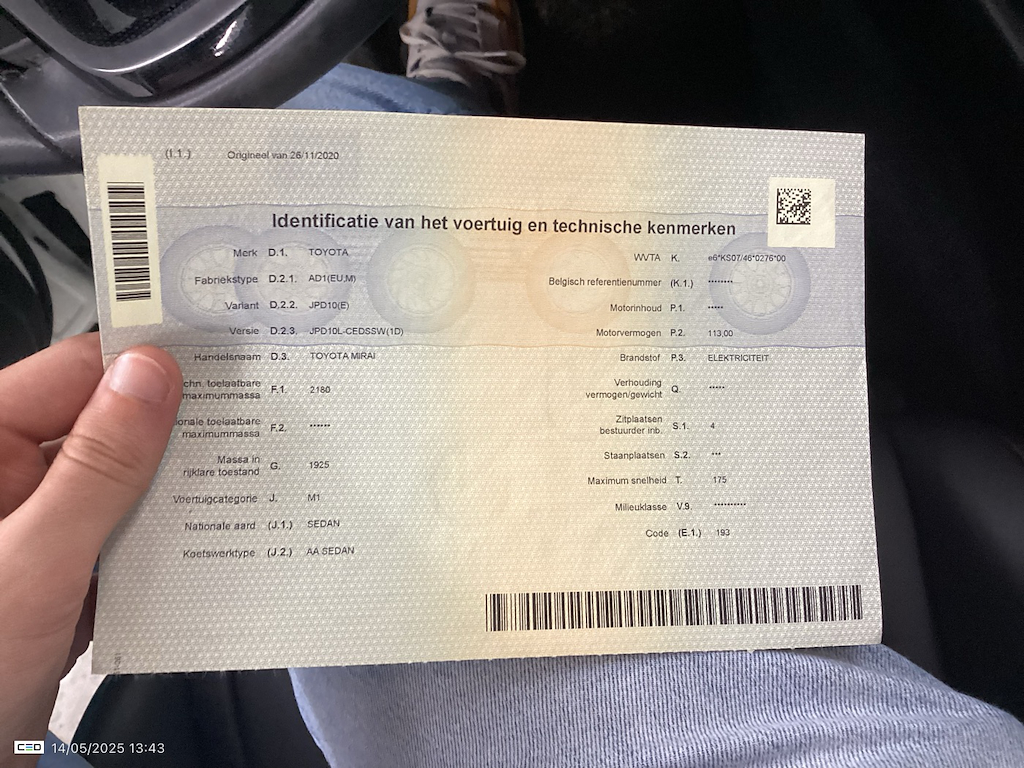 (I.1.) Origineel van 26/11/2020
Identificatie van het voertuig en technische kenmerken
Merk D.1. TOYOTA
Fabriekstype D.2.1. AD1(EU,M)
Variant D.2.2. JPD10(E)
Versie D.2.3. JPD10L-CEDSSW(1D)
Handelsnaam D.3. TOYOTA MIRAI
chn. toelaatbare
maximummassa F.1. 2180
ionale toelaatbare
maximummassa F.2. ******
Massa in
rijklare toestand G. 1925
Voertuigcategorie J. M1
Nationale aard (J.1.) SEDAN
Koetswerktype (J.2.) AA SEDAN
WVTA K. e6*KS07/46*0276*00
Belgisch referentienummer (K.1.) ********
Motorinhoud P.1. *****
Motorvermogen P.2. 113,00
Brandstof P.3. ELEKTRICITEIT
Verhouding
vermogen/gewicht Q. *****
Zitplaatsen
bestuurder inb. S.1. 4
Staanplaatsen S.2. ***
Maximum snelheid T. 175
Milieuklasse V.9. **********
Code (E.1.) 193
CEO 14/05/2025 13:43